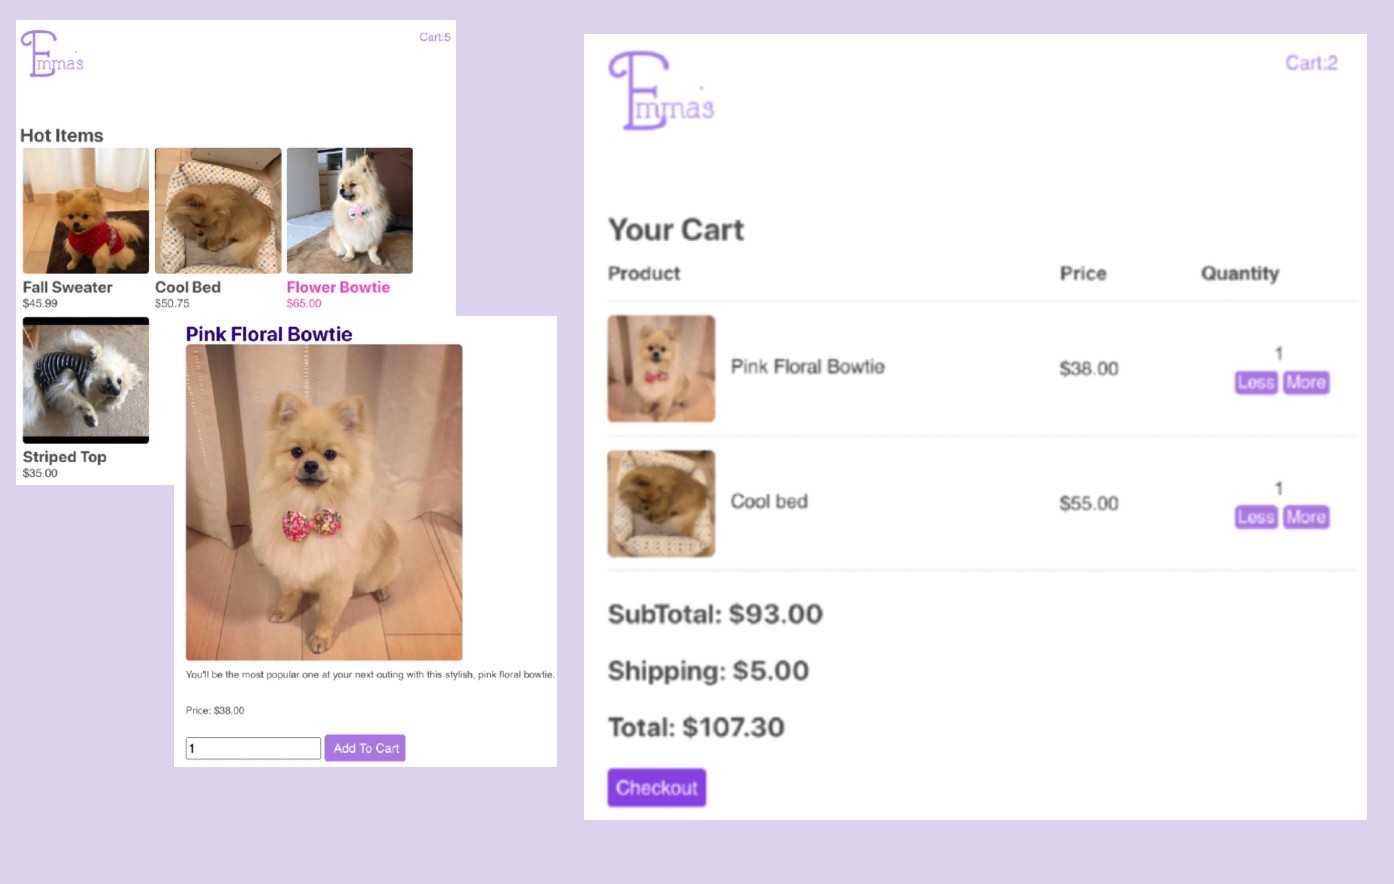 Emma's
Cart:5
Hot Items
Fall Sweater
$45.99
Cool Bed
$50.75
Flower Bowtie
$65.00
Striped Top
$35.00
Pink Floral Bowtie
You'll be the most popular one at your next outing with this stylish, pink floral bowtie.
Price: $38.00
1
Add To Cart
Emma's
Cart:2
Your Cart
Product Price Quantity
Pink Floral Bowtie $38.00 1
Less More
Cool bed $55.00 1
Less More
SubTotal: $93.00
Shipping: $5.00
Total: $107.30
Checkout